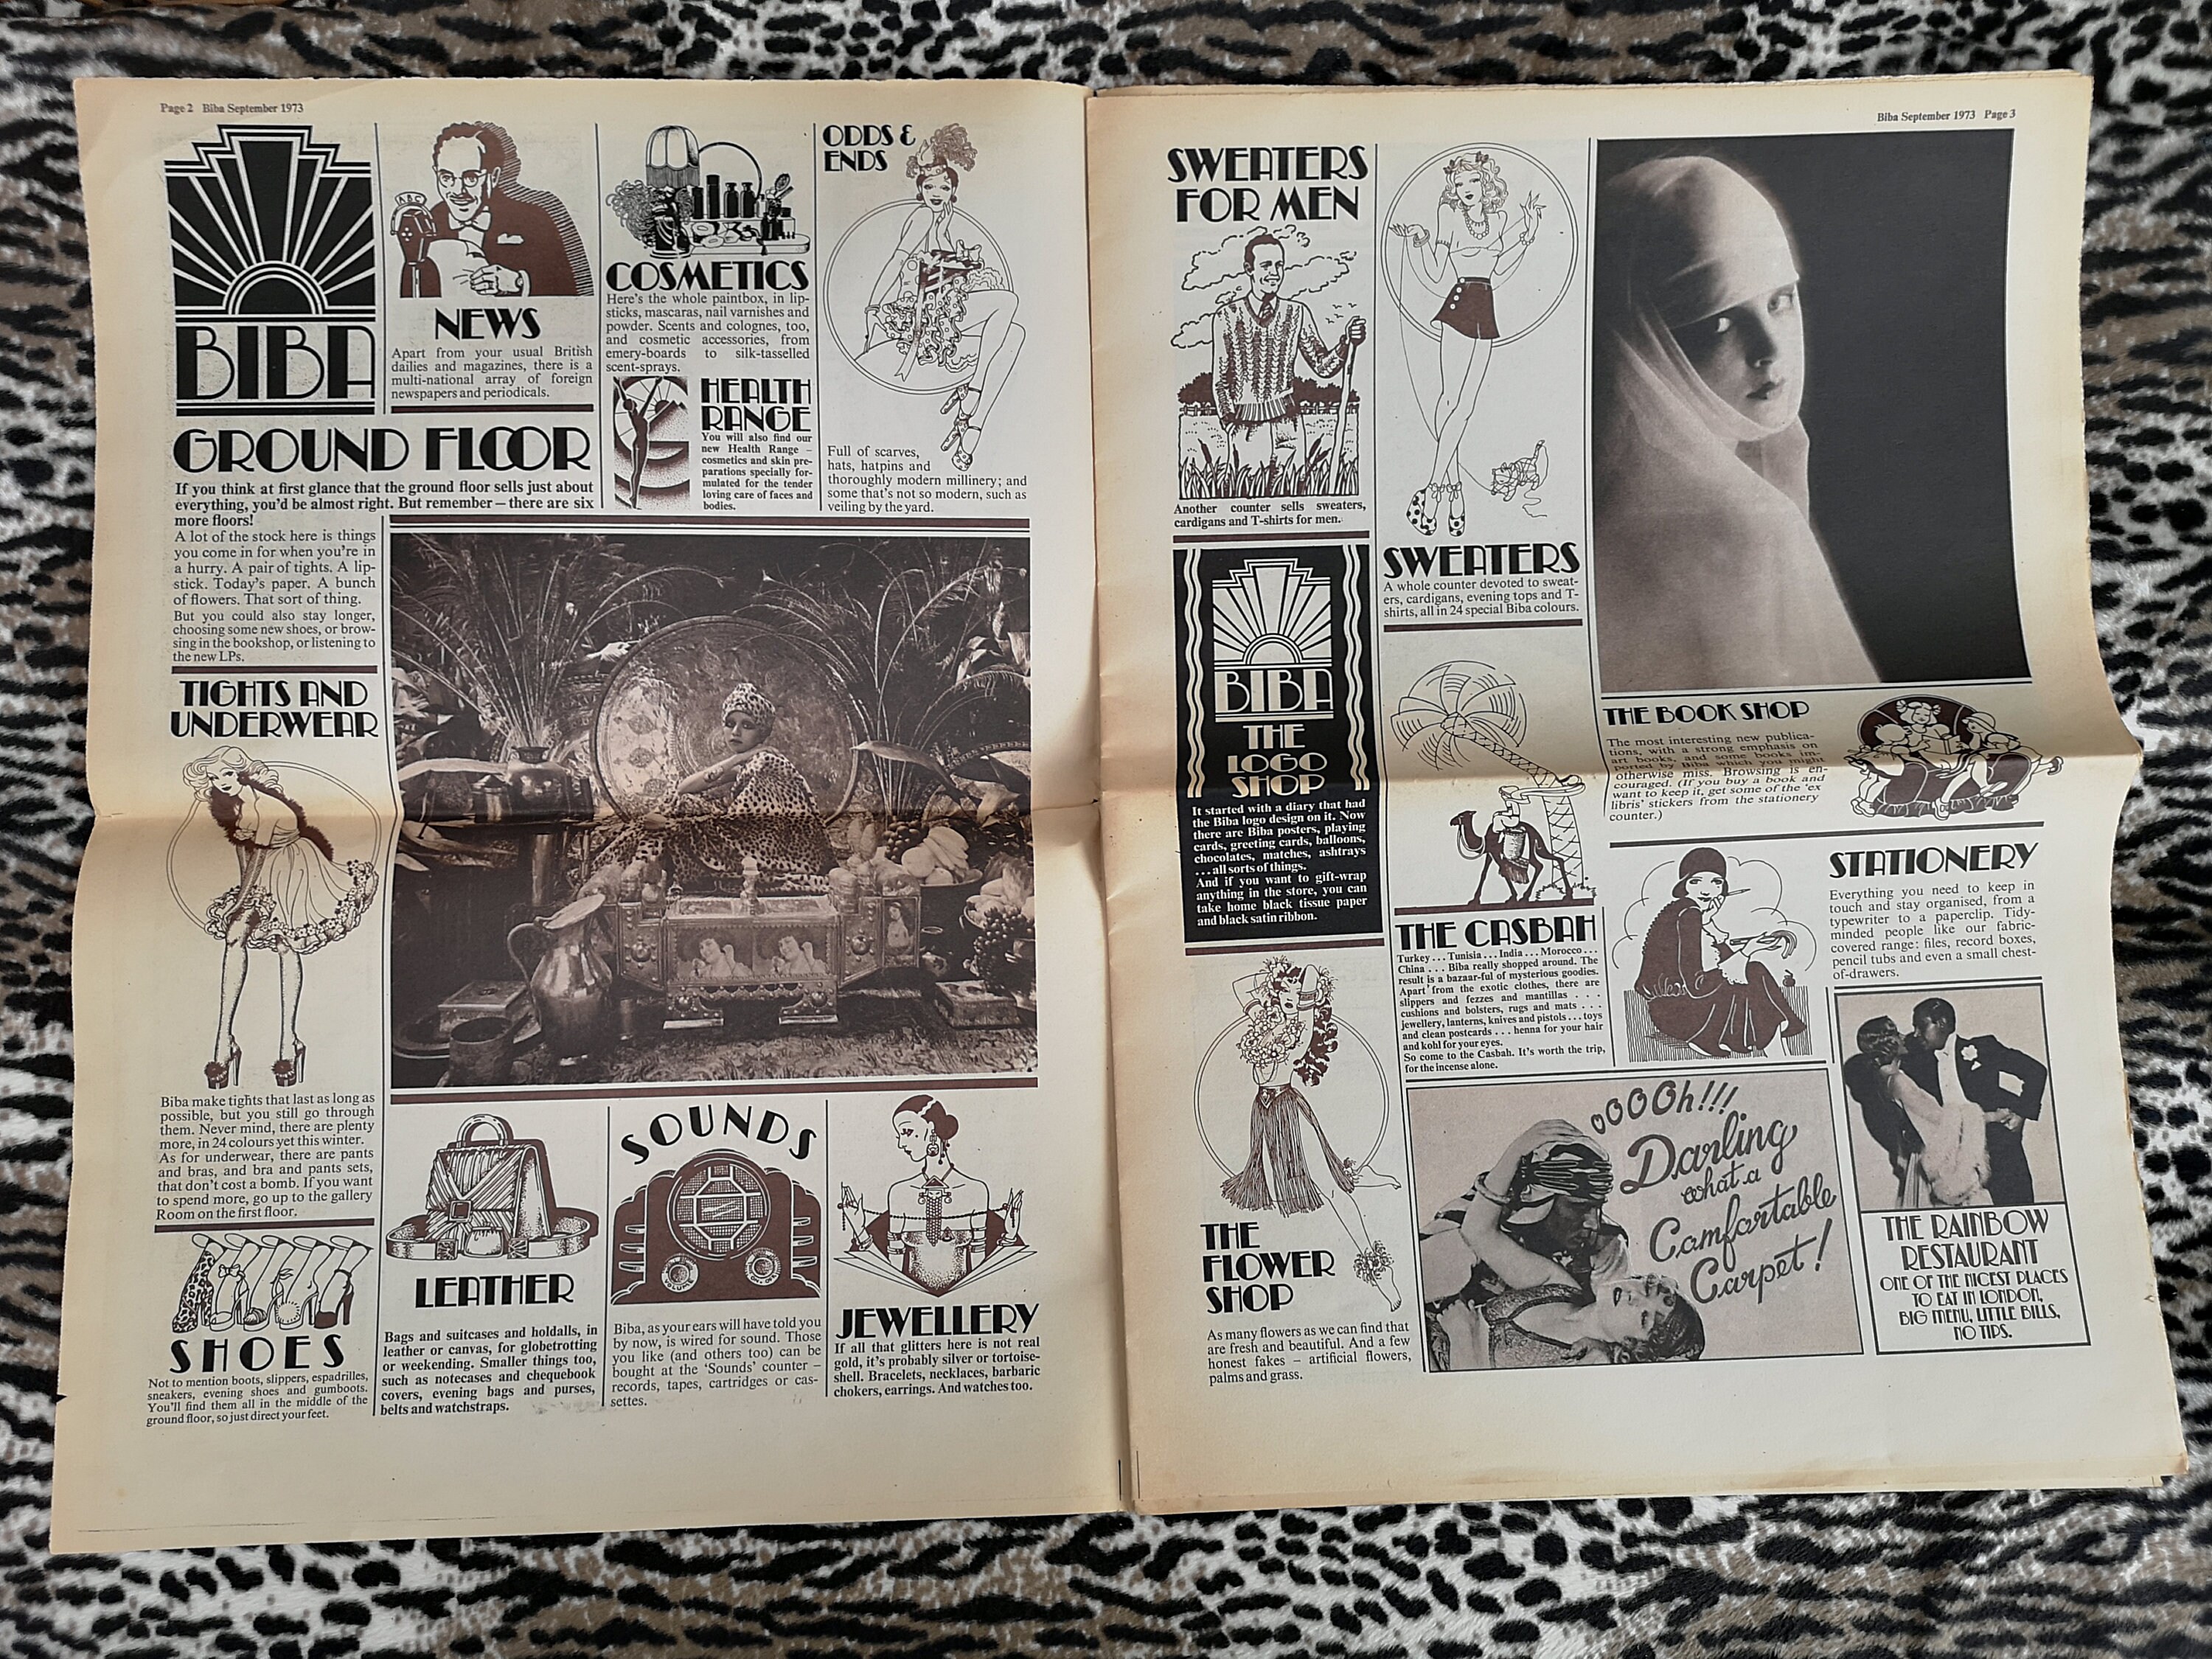 Page 2 Biba September 1973
BIBA
ABC
NEWS
Apart from your usual British
dailies and magazines, there is a
multi-national array of foreign
newspapers and periodicals.
COSMETICS
Here's the whole paintbox, in lip-
sticks, mascaras, nail varnishes and
powder. Scents and colognes, too,
and cosmetic accessories, from
emery-boards to silk-tasselled
scent-sprays.
HEALTH
RANGE
You will also find our
new Health Range –
cosmetics and skin pre-
parations specially for-
mulated for the tender
loving care of faces and
bodies.
ODDS &
ENDS
Full of scarves,
hats, hatpins and
thoroughly modern millinery; and
some that's not so modern, such as
veiling by the yard.
GROUND FLOOR
If you think at first glance that the ground floor sells just about
everything, you'd be almost right. But remember – there are six
more floors!
A lot of the stock here is things
you come in for when you're in
a hurry. A pair of tights. A lip-
stick. Today's paper. A bunch
of flowers. That sort of thing.
But you could also stay longer,
choosing some new shoes, or brow-
sing in the bookshop, or listening to
the new LPs.
TIGHTS AND
UNDERWEAR
Biba make tights that last as long as
possible, but you still go through
them. Never mind, there are plenty
more, in 24 colours yet this winter.
As for underwear, there are pants
and bras, and bra and pants sets,
that don't cost a bomb. If you want
to spend more, go up to the gallery
Room on the first floor.
SHOES
Not to mention boots, slippers, espadrilles,
sneakers, evening shoes and gumboots.
You'll find them all in the middle of the
ground floor, so just direct your feet.
LEATHER
Bags and suitcases and holdalls, in
leather or canvas, for globetrotting
or weekending. Smaller things too,
such as notecases and chequebook
covers, evening bags and purses,
belts and watchstraps.
SOUNDS
Biba, as your ears will have told you
by now, is wired for sound. Those
you like (and others too) can be
bought at the 'Sounds' counter –
records, tapes, cartridges or cas-
settes.
JEWELLERY
If all that glitters here is not real
gold, it's probably silver or tortoise-
shell. Bracelets, necklaces, barbaric
chokers, earrings. And watches too.
Biba September 1973 Page 3
SWEATERS
FOR MEN
Another counter sells sweaters,
cardigans and T-shirts for men.
SWEATERS
A whole counter devoted to sweat-
ers, cardigans, evening tops and T-
shirts, all in 24 special Biba colours.
BIBA
THE
LOGO
SHOP
It started with a diary that had
the Biba logo design on it. Now
there are Biba posters, playing
cards, greeting cards, balloons,
chocolates, matches, ashtrays
...all sorts of things.
And if you want to gift-wrap
anything in the store, you can
take home black tissue paper
and black satin ribbon.
THE CASBAH
Turkey... Tunisia... India... Morocco...
China... Biba really shopped around. The
result is a bazaar-ful of mysterious goodies.
Apart from the exotic clothes, there are
slippers and fezzes and mantillas . . .
cushions and bolsters, rugs and mats . . .
jewellery, lanterns, knives and pistols...toys
and clean postcards... henna for your hair
and kohl for your eyes.
So come to the Casbah. It's worth the trip,
for the incense alone.
THE BOOK SHOP
The most interesting new publica-
tions, with a strong emphasis on
art books, and some books im-
ported by Biba which you might
otherwise miss. Browsing is en-
couraged. (If you buy a book and
want to keep it, get some of the 'ex
libris' stickers from the stationery
counter.)
STATIONERY
Everything you need to keep in
touch and stay organised, from a
typewriter to a paperclip. Tidy-
minded people like our fabric-
covered range: files, record boxes,
pencil tubs and even a small chest-
of-drawers.
THE
FLOWER
SHOP
As many flowers as we can find that
are fresh and beautiful. And a few
honest fakes – artificial flowers,
palms and grass.
oOOOh!!!
Darling
what a
Comfortable
Carpet!
THE RAINBOW
RESTAURANT
ONE OF THE NICEST PLACES
TO EAT IN LONDON,
BIG MENU, LITTLE BILLS,
NO TIPS.